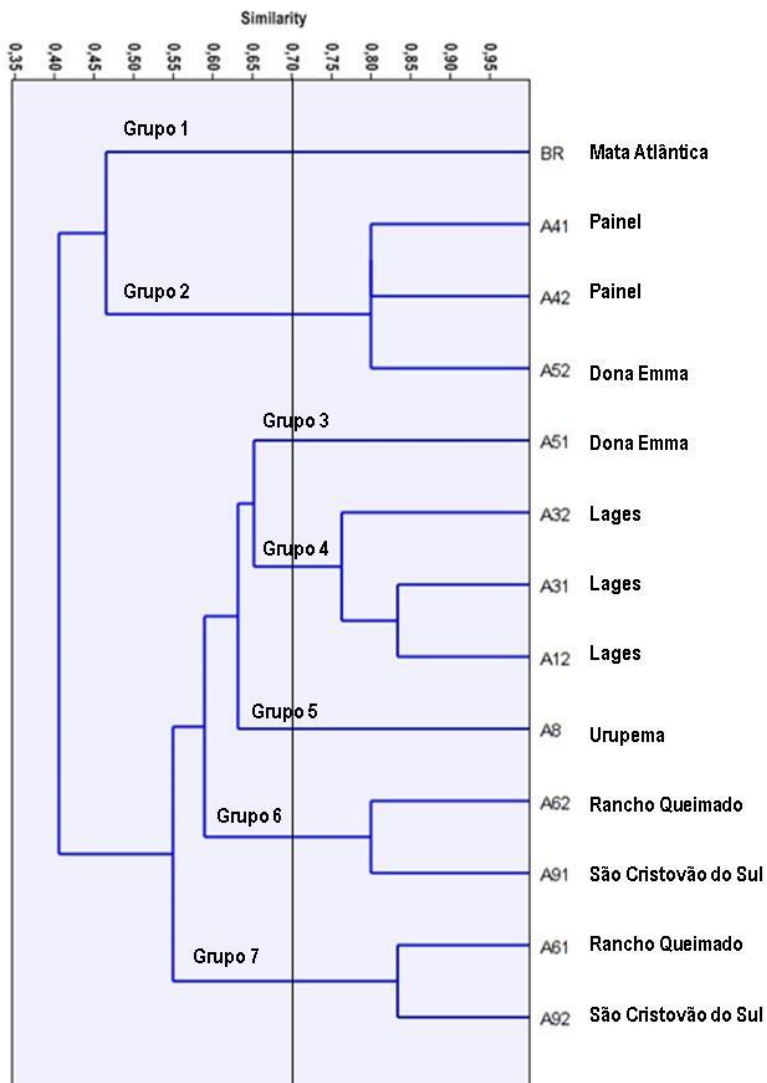 Similarity
0,35 0,40 0,45 0,50 0,55 0,60 0,65 0,70 0,75 0,80 0,85 0,90 0,95
Grupo 1
BR Mata Atlântica
A41 Painel
Grupo 2
A42 Painel
A52 Dona Emma
Grupo 3
A51 Dona Emma
A32 Lages
Grupo 4
A31 Lages
A12 Lages
Grupo 5
A8 Urupema
A62 Rancho Queimado
Grupo 6
A91 São Cristovão do Sul
A61 Rancho Queimado
Grupo 7
A92 São Cristovão do Sul